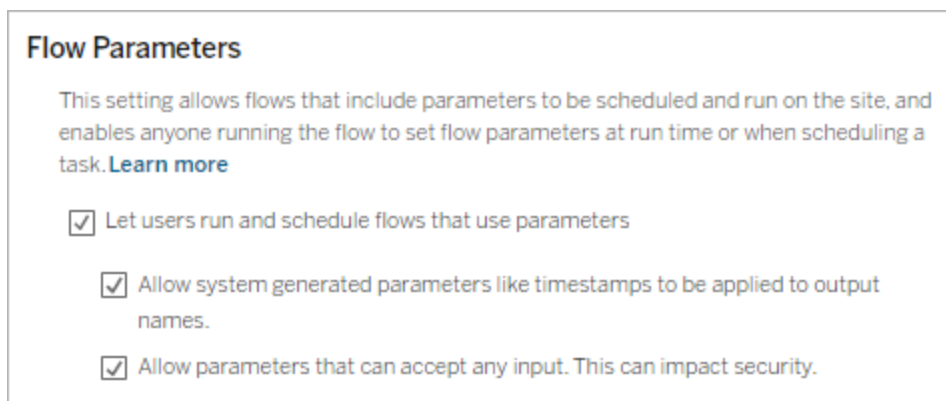 Flow Parameters
This setting allows flows that include parameters to be scheduled and run on the site, and
enables anyone running the flow to set flow parameters at run time or when scheduling a
task. Learn more
Let users run and schedule flows that use parameters
Allow system generated parameters like timestamps to be applied to output
names.
Allow parameters that can accept any input. This can impact security.